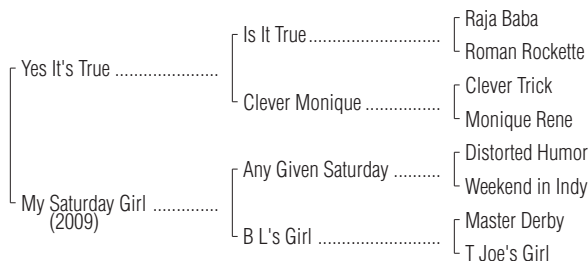 Raja Baba
Is It True
Roman Rockette
Yes It's True
Clever Trick
Clever Monique
Monique Rene
Distorted Humor
Any Given Saturday
Weekend in Indy
My Saturday Girl
(2009)
Master Derby
B L's Girl
T Joe's Girl